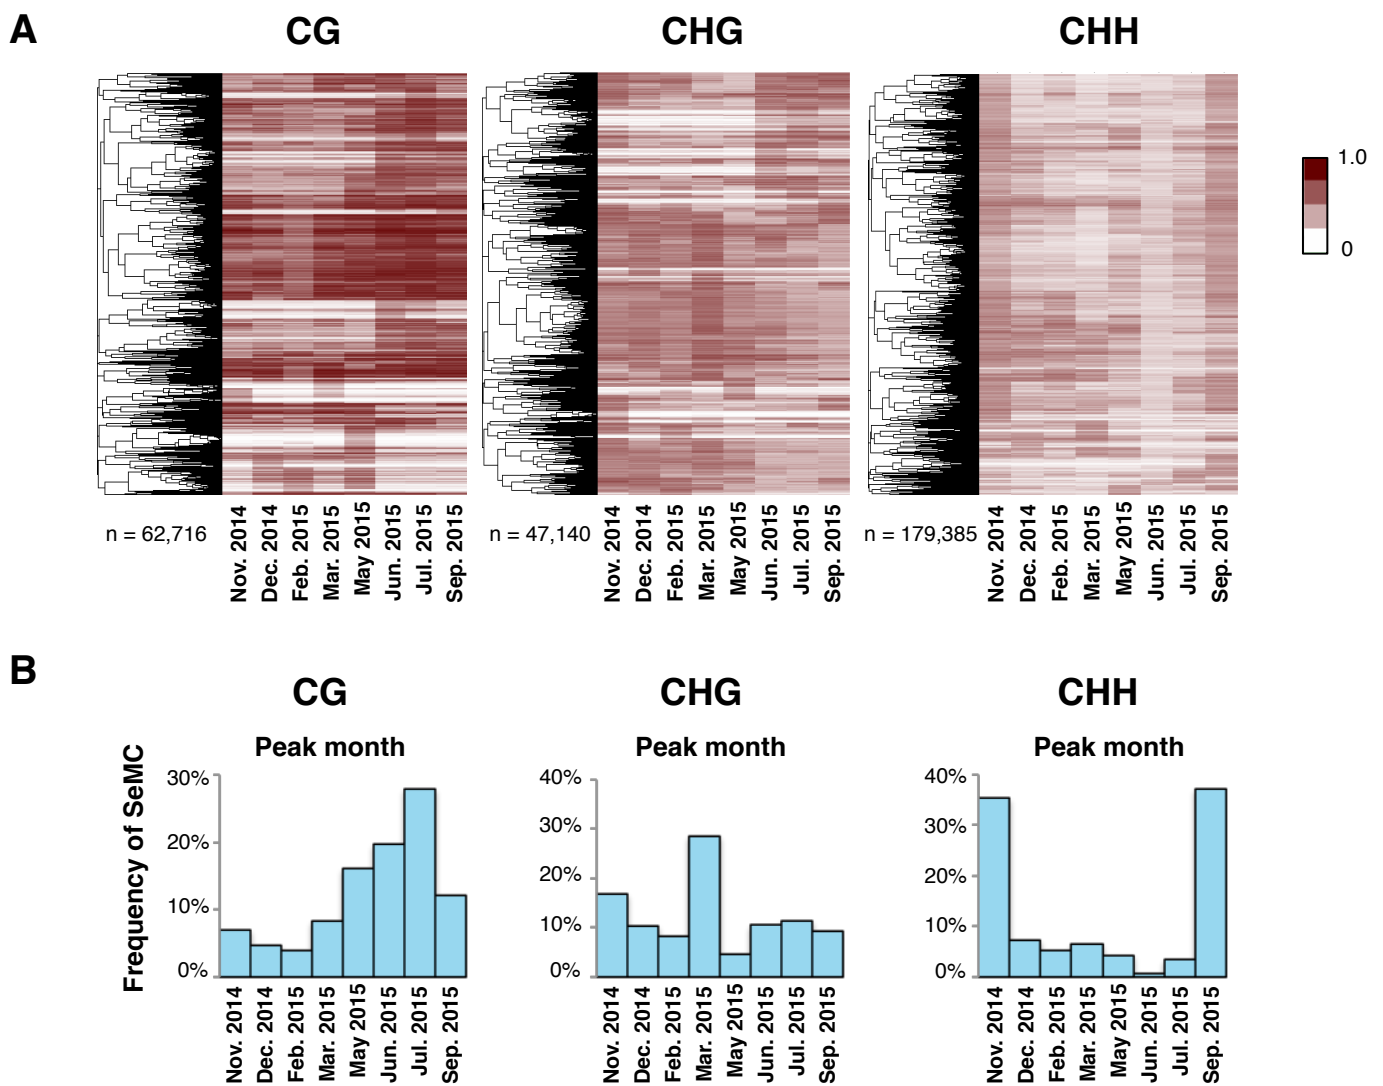 A
CG
CHG
CHH
1.0
0
n = 62,716
n = 47,140
n = 179,385
Nov. 2014
Dec. 2014
Feb. 2015
Mar. 2015
May 2015
Jun. 2015
Jul. 2015
Sep. 2015
Nov. 2014
Dec. 2014
Feb. 2015
Mar. 2015
May 2015
Jun. 2015
Jul. 2015
Sep. 2015
Nov. 2014
Dec. 2014
Feb. 2015
Mar. 2015
May 2015
Jun. 2015
Jul. 2015
Sep. 2015
B
CG
Peak month
Frequency of SeMC
30%
20%
10%
0%
Nov. 2014
Dec. 2014
Feb. 2015
Mar. 2015
May 2015
Jun. 2015
Jul. 2015
Sep. 2015
CHG
Peak month
40%
30%
20%
10%
0%
Nov. 2014
Dec. 2014
Feb. 2015
Mar. 2015
May 2015
Jun. 2015
Jul. 2015
Sep. 2015
CHH
Peak month
40%
30%
20%
10%
0%
Nov. 2014
Dec. 2014
Feb. 2015
Mar. 2015
May 2015
Jun. 2015
Jul. 2015
Sep. 2015